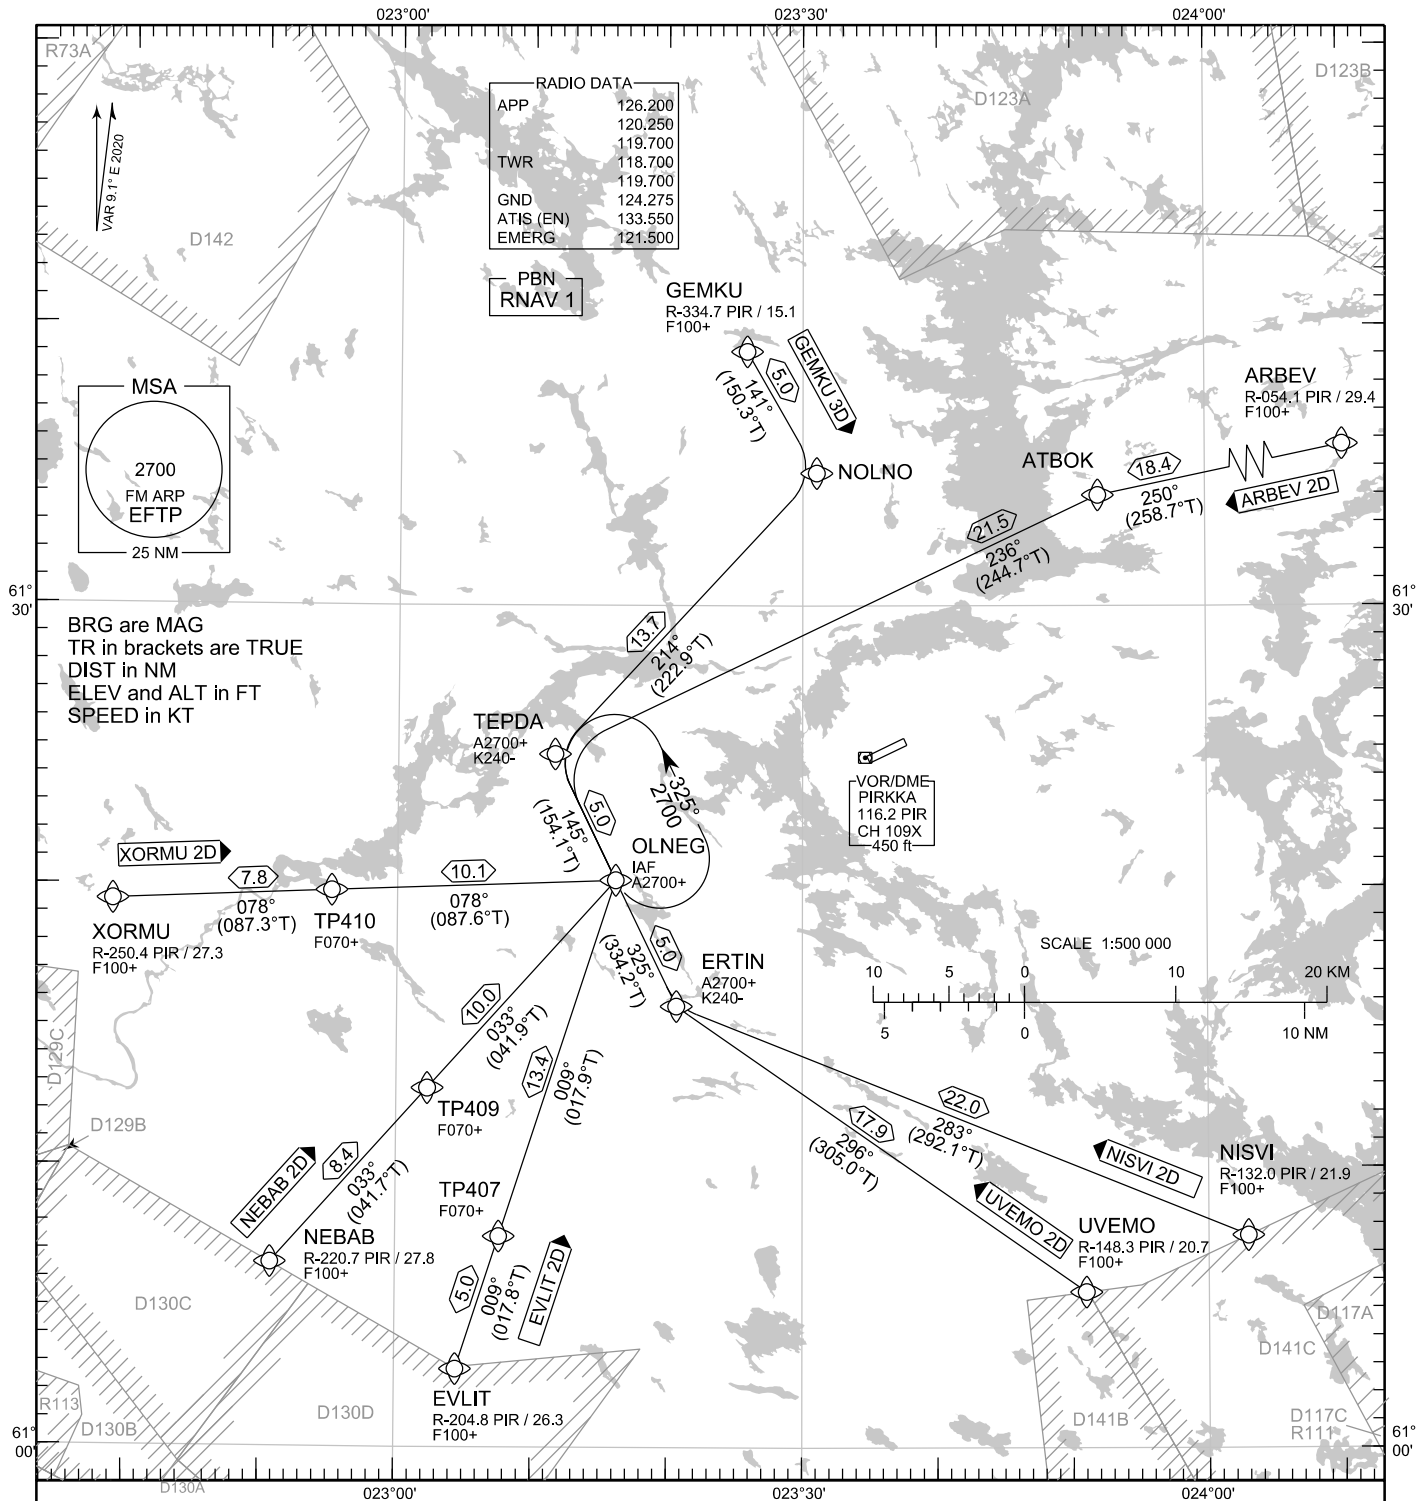 023°00'
023°30'
024°00'
R73A
D123B
D123A
VAR 9.1° E 2020
D142
RADIO DATA
APP 126.200
120.250
119.700
TWR 118.700
119.700
GND 124.275
ATIS (EN) 133.550
EMERG 121.500
PBN
RNAV 1
GEMKU
R-334.7 PIR / 15.1
F100+
5.0
141°
(150.3°T)
GEMKU 3D
NOLNO
ARBEV
R-054.1 PIR / 29.4
F100+
ATBOK
18.4
250°
(258.7°T)
ARBEV 2D
21.5
236°
(244.7°T)
MSA
2700
FM ARP
EFTP
25 NM
61°
30'
61°
30'
BRG are MAG
TR in brackets are TRUE
DIST in NM
ELEV and ALT in FT
SPEED in KT
13.7
214°
(222.9°T)
TEPDA
A2700+
K240-
5.0
145°
(154.1°T)
325°
2700
VOR/DME
PIRKKA
116.2 PIR
CH 109X
450 ft
OLNEG
IAF
A2700+
XORMU 2D
7.8
078°
(087.3°T)
10.1
078°
(087.6°T)
XORMU
R-250.4 PIR / 27.3
F100+
TP410
F070+
5.0
325°
(334.2°T)
ERTIN
A2700+
K240-
SCALE 1:500 000
10 5 0 10 20 KM
5 0 10 NM
D129C
D129B
10.0
033°
(041.9°T)
13.4
009°
(017.9°T)
TP409
F070+
22.0
283°
(292.1°T)
17.9
296°
(305.0°T)
NISVI 2D
NISVI
R-132.0 PIR / 21.9
F100+
UVEMO 2D
UVEMO
R-148.3 PIR / 20.7
F100+
NEBAB 2D
8.4
033°
(041.7°T)
TP407
F070+
NEBAB
R-220.7 PIR / 27.8
F100+
5.0
009°
(017.8°T)
EVLIT 2D
EVLIT
R-204.8 PIR / 26.3
F100+
D130C
D130D
R113
D130B
D130A
D117A
D141C
D141B
D117C
R111
61°
00'
61°
00'
023°00'
023°30'
024°00'